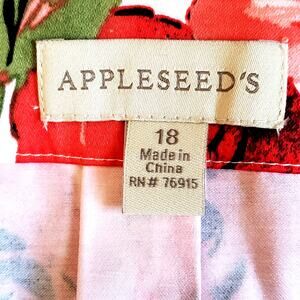 APPLESEED'S
18
Made in
China
RN# 76915